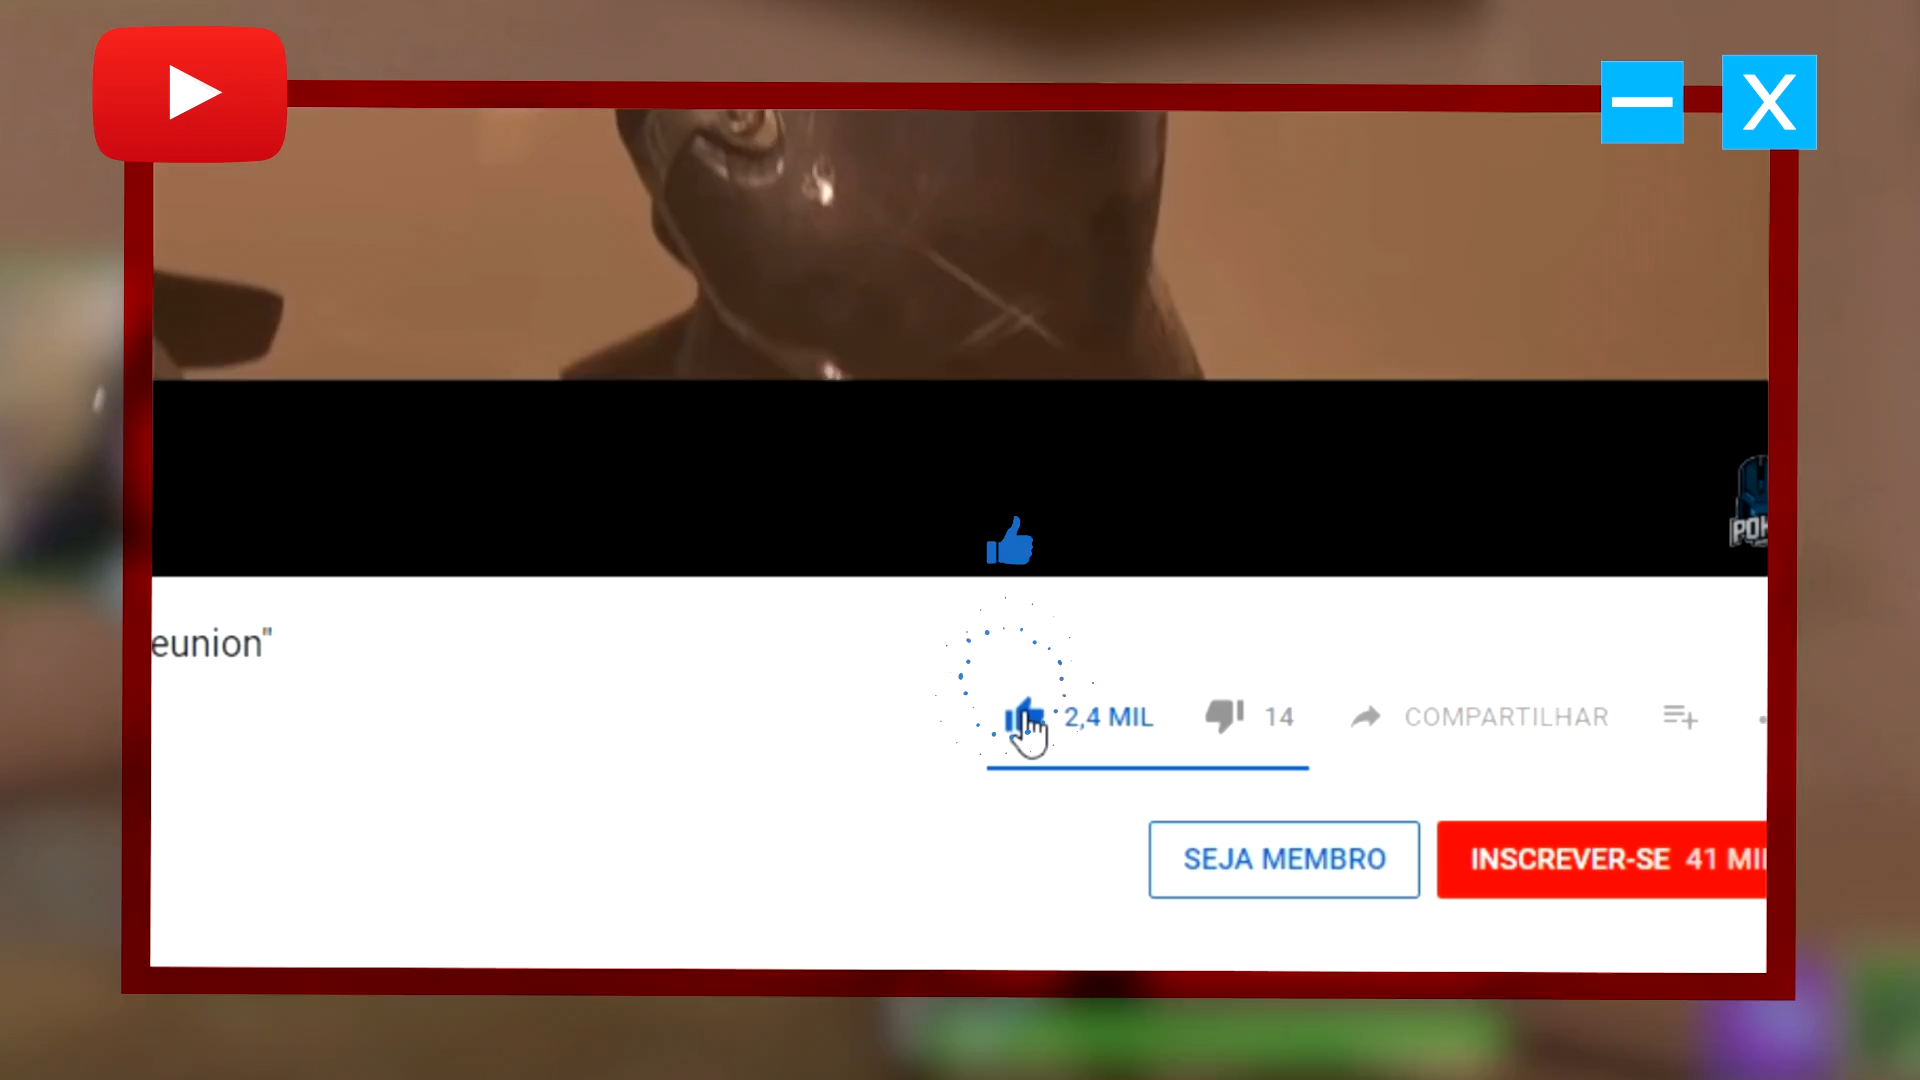 X
eunion"
2,4 MIL 14 COMPARTILHAR
SEJA MEMBRO INSCREVER-SE 41 MI